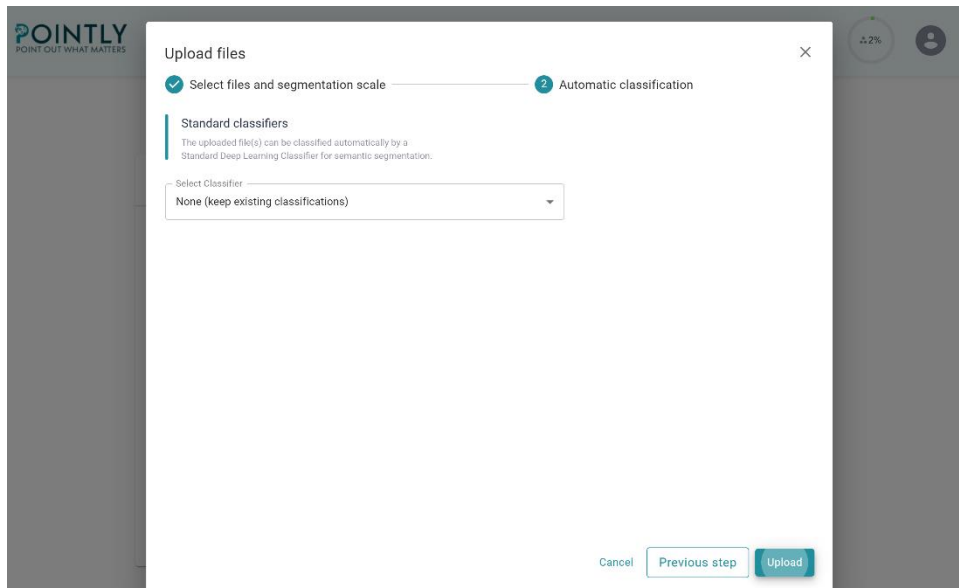 POINTLY
POINT OUT WHAT MATTERS
2%
Upload files
Select files and segmentation scale
2 Automatic classification
Standard classifiers
The uploaded file(s) can be classified automatically by a
Standard Deep Learning Classifier for semantic segmentation.
Select Classifier
None (keep existing classifications)
Cancel
Previous step
Upload